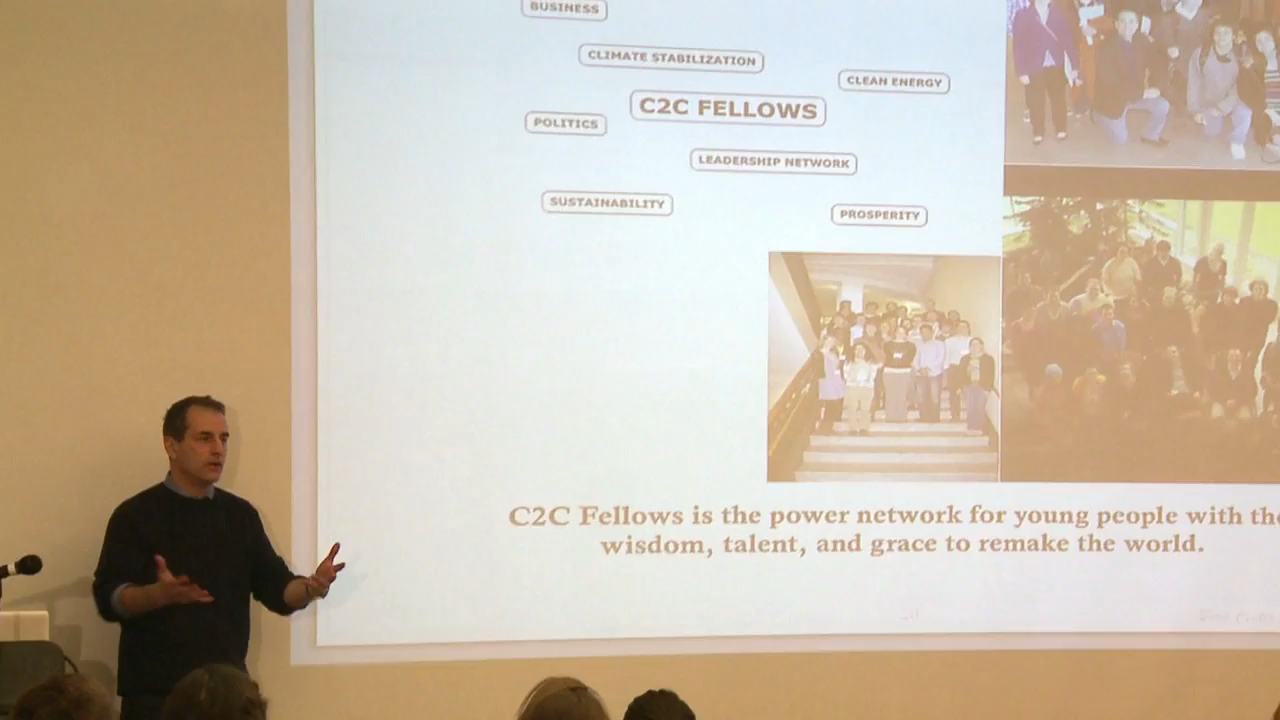 BUSINESS
CLIMATE STABILIZATION
CLEAN ENERGY
C2C FELLOWS
POLITICS
LEADERSHIP NETWORK
SUSTAINABILITY
PROSPERITY
C2C Fellows is the power network for young people with the
wisdom, talent, and grace to remake the world.